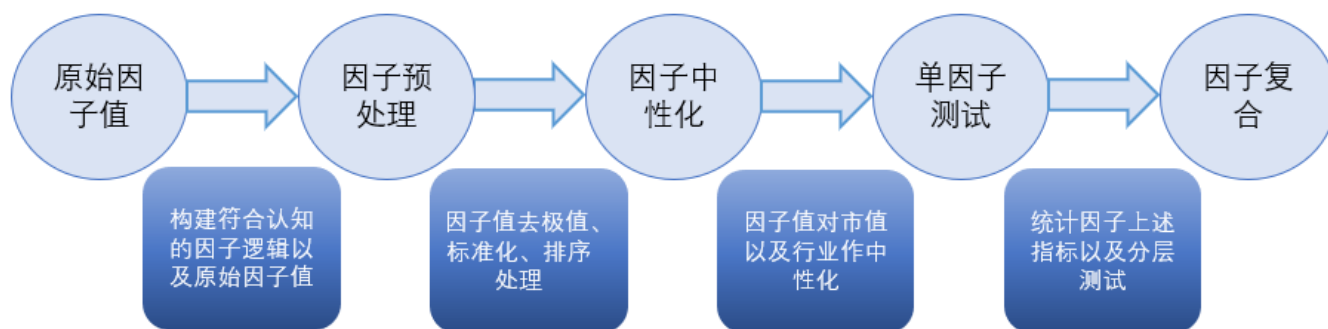 原始因
子值
因子预
处理
因子中
性化
单因子
测试
因子复
合
构建符合认知
的因子逻辑以
及原始因子值
因子值去极值、
标准化、排序
处理
因子值对市值
以及行业作中
性化
统计因子上述
指标以及分层
测试